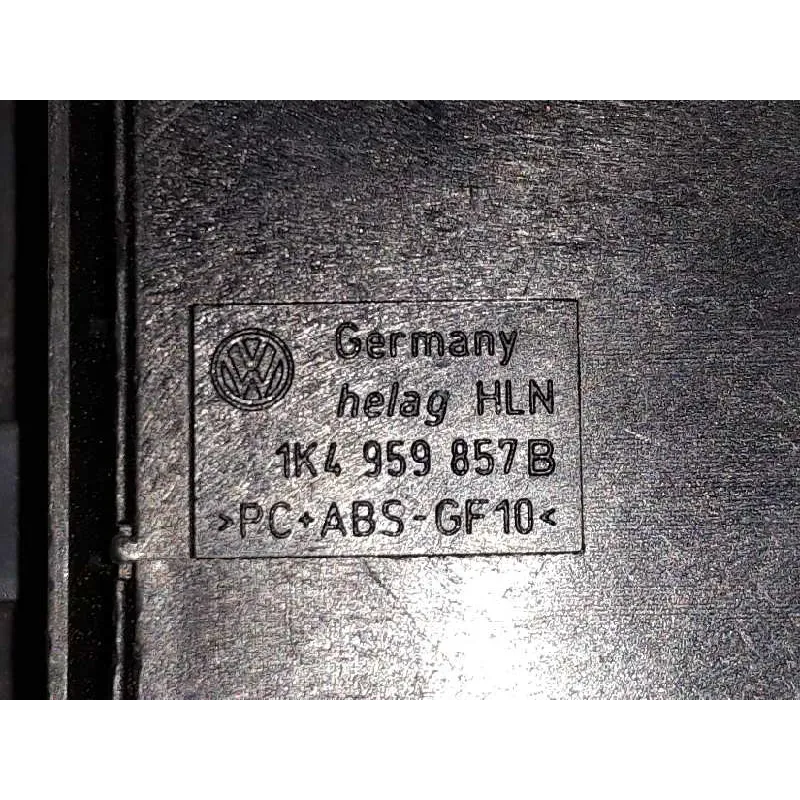 Germany
helag HLN
1K4 959 857 B
>PC+ABS-GF10<